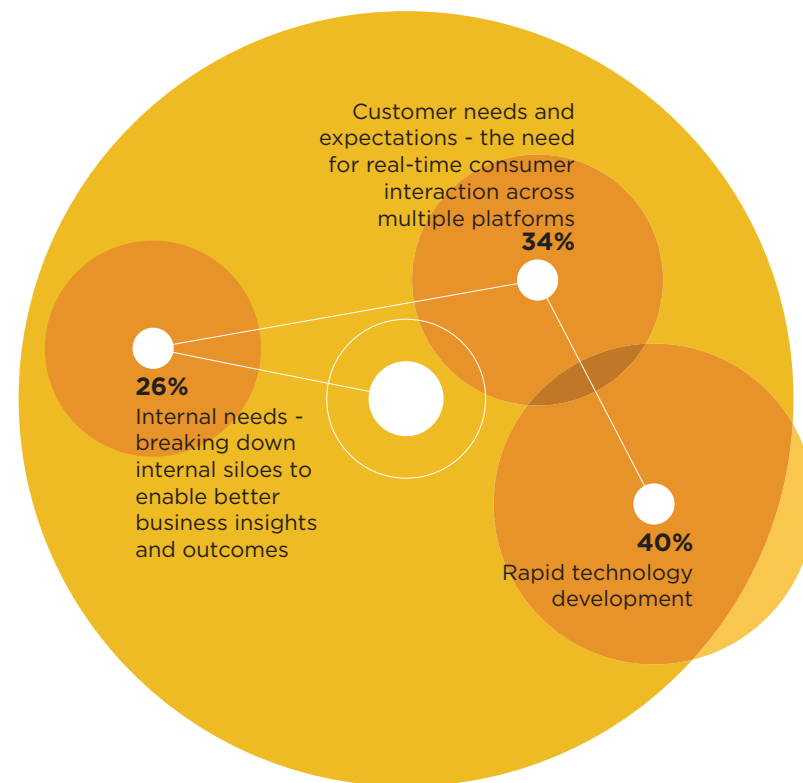 Customer needs and
expectations - the need
for real-time consumer
interaction across
multiple platforms
34%
26%
Internal needs -
breaking down
internal siloes to
enable better
business insights
and outcomes
40%
Rapid technology
development